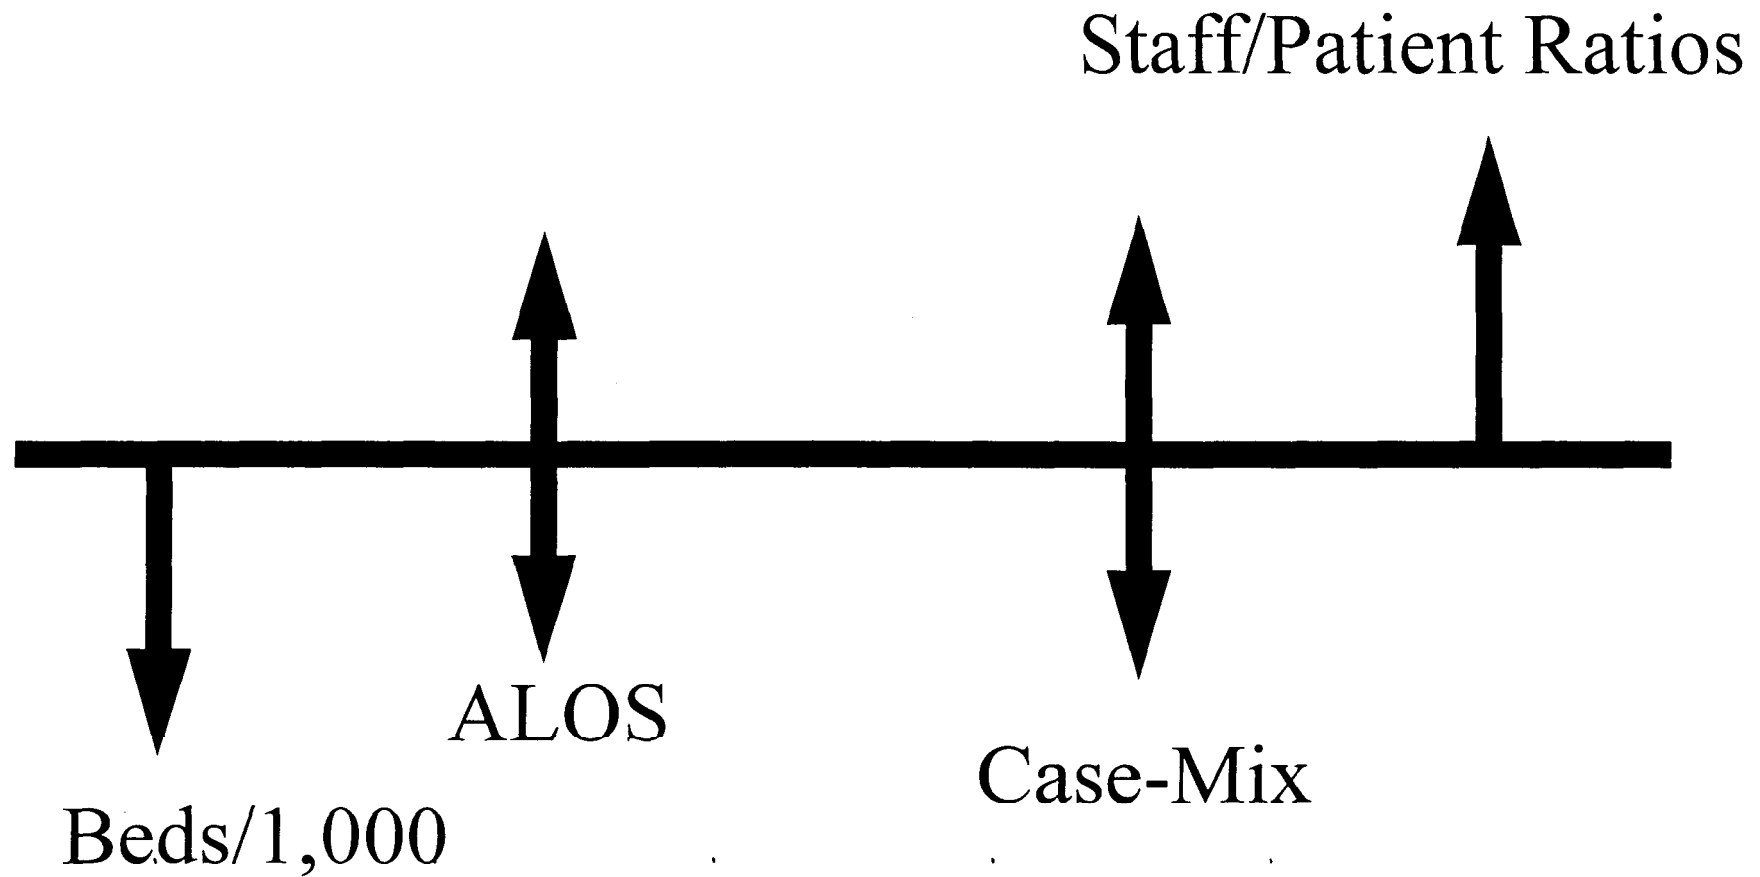 Staff/Patient Ratios
ALOS
Case-Mix
Beds/1,000